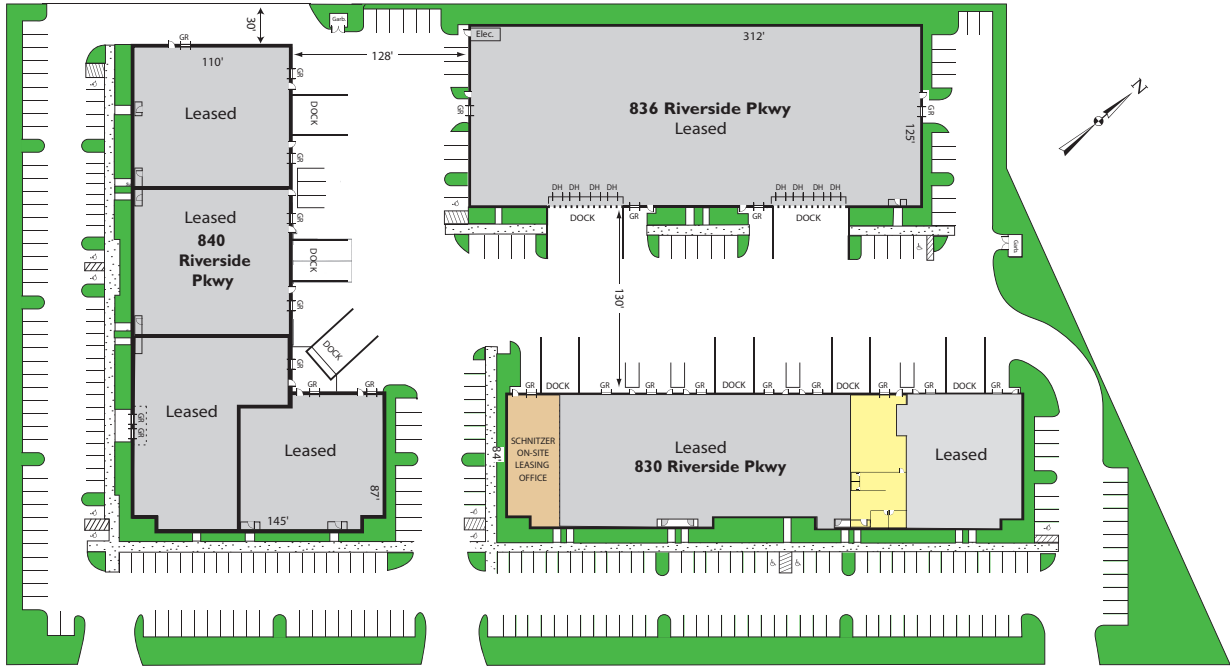 30'
Garb.
GR
110'
GR
128'
Elec.
312'
N
Leased
DOCK
GR
836 Riverside Pkwy
Leased
GR
GR
125'
DH DH DH DH
DH DH DH DH
DOCK
GR
GR
DOCK
Leased
840
Riverside
Pkwy
GR
DOCK
GR
Garb.
130'
DOCK
GR
GR
GR
GR
DOCK
GR
GR
GR
DOCK
GR
GR
DOCK
GR
GR
DOCK
GR
Leased
GR
GR
Leased
87'
145'
84'
SCHNITZER
ON-SITE
LEASING
OFFICE
Leased
830 Riverside Pkwy
Leased